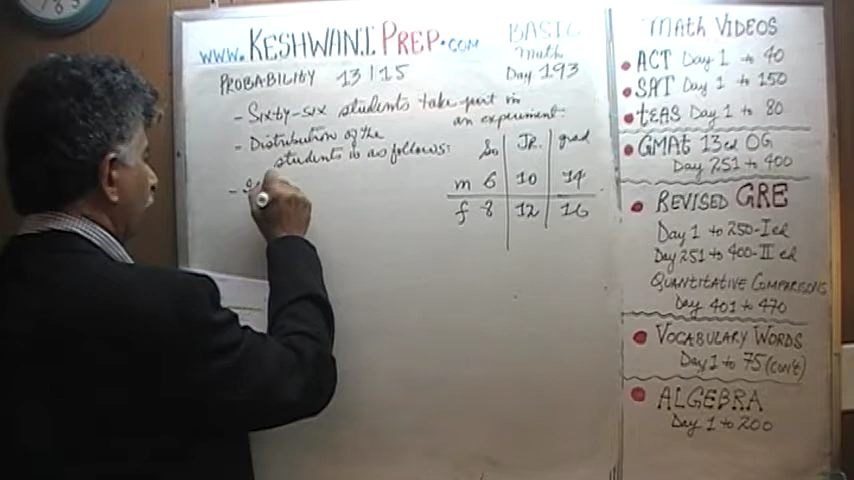 www.KESHWANI PREP.COM
BASIC
Math
Day 193
PROBABILITY 13|15
- Sixty-six students take part in
an experiment.
- Distribution of the
students is as follows:
So Jr. grad
m 6 10 14
f 8 12 16
Math VIDEOS
ACT Day 1 to 40
SAT Day 1 to 150
tEAS Day 1 to 80
GMAt 13 ed OG
Day 251 to 400
REVISED GRE
Day 1 to 250-I ed
Day 251 to 400-II ed
QUANTITATIVE COMPARISONS
Day 401 to 470
VOCABULARY WORDS
Day 1 to 75 (con't)
ALGEBRA
Day 1 to 200